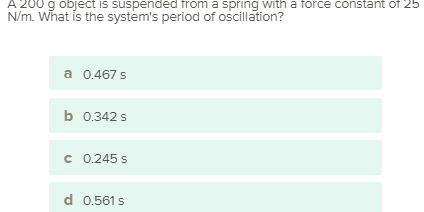 A 200 g object is suspended from a spring with a force constant of 25
N/m. What is the system's period of oscillation?
a 0.467 s
b 0.342 s
c 0.245 s
d 0.561 s